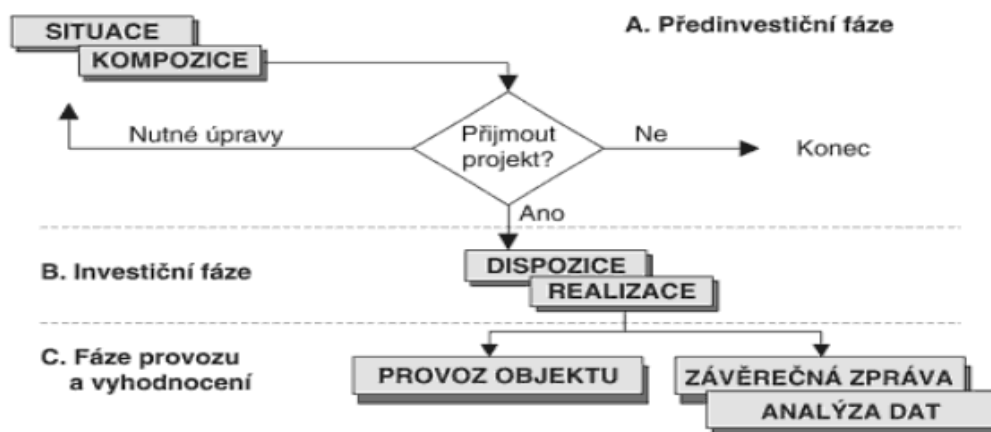 SITUACE
A. Předinvestiční fáze
KOMPOZICE
Nutné úpravy
Přijmout
projekt?
Ne
Konec
Ano
B. Investiční fáze
DISPOZICE
REALIZACE
C. Fáze provozu
a vyhodnocení
PROVOZ OBJEKTU
ZÁVĚREČNÁ ZPRÁVA
ANALÝZA DAT